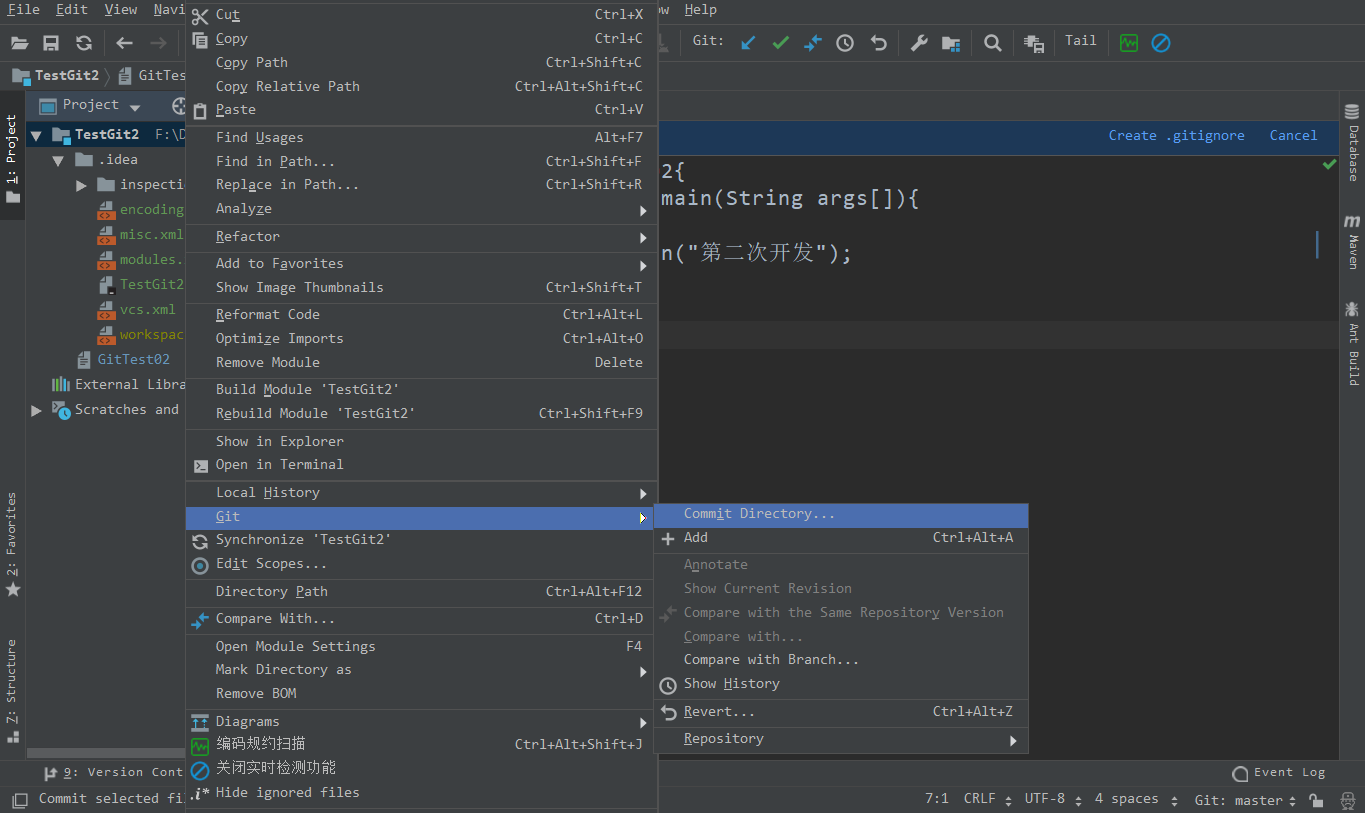 File Edit View Navi
ow Help
Git:
Tail
TestGit2
GitTes
Project
TestGit2 F:\D
.idea
inspecti
encoding
misc.xml
modules.
TestGit2
vcs.xml
workspac
GitTest02
External Libra
Scratches and
1: Project
2: Favorites
Z: Structure
Cut Ctrl+X
Copy Ctrl+C
Copy Path Ctrl+Shift+C
Copy Relative Path Ctrl+Alt+Shift+C
Paste Ctrl+V
Find Usages Alt+F7
Find in Path... Ctrl+Shift+F
Replace in Path... Ctrl+Shift+R
Analyze
Refactor
Add to Favorites
Show Image Thumbnails Ctrl+Shift+T
Reformat Code Ctrl+Alt+L
Optimize Imports Ctrl+Alt+O
Remove Module Delete
Build Module 'TestGit2'
Rebuild Module 'TestGit2' Ctrl+Shift+F9
Show in Explorer
Open in Terminal
Local History
Git
Synchronize 'TestGit2'
Edit Scopes...
Directory Path Ctrl+Alt+F12
Compare With... Ctrl+D
Open Module Settings F4
Mark Directory as
Remove BOM
Diagrams
编码规约扫描 Ctrl+Alt+Shift+J
关闭实时检测功能
Hide ignored files
Commit Directory...
Add Ctrl+Alt+A
Annotate
Show Current Revision
Compare with the Same Repository Version
Compare with...
Compare with Branch...
Show History
Revert... Ctrl+Alt+Z
Repository
Create .gitignore Cancel
2{
main(String args[]){
n("第二次开发");
Database
Maven
Ant Build
9: Version Cont
Event Log
Commit selected fi
7:1 CRLF UTF-8 4 spaces Git: master